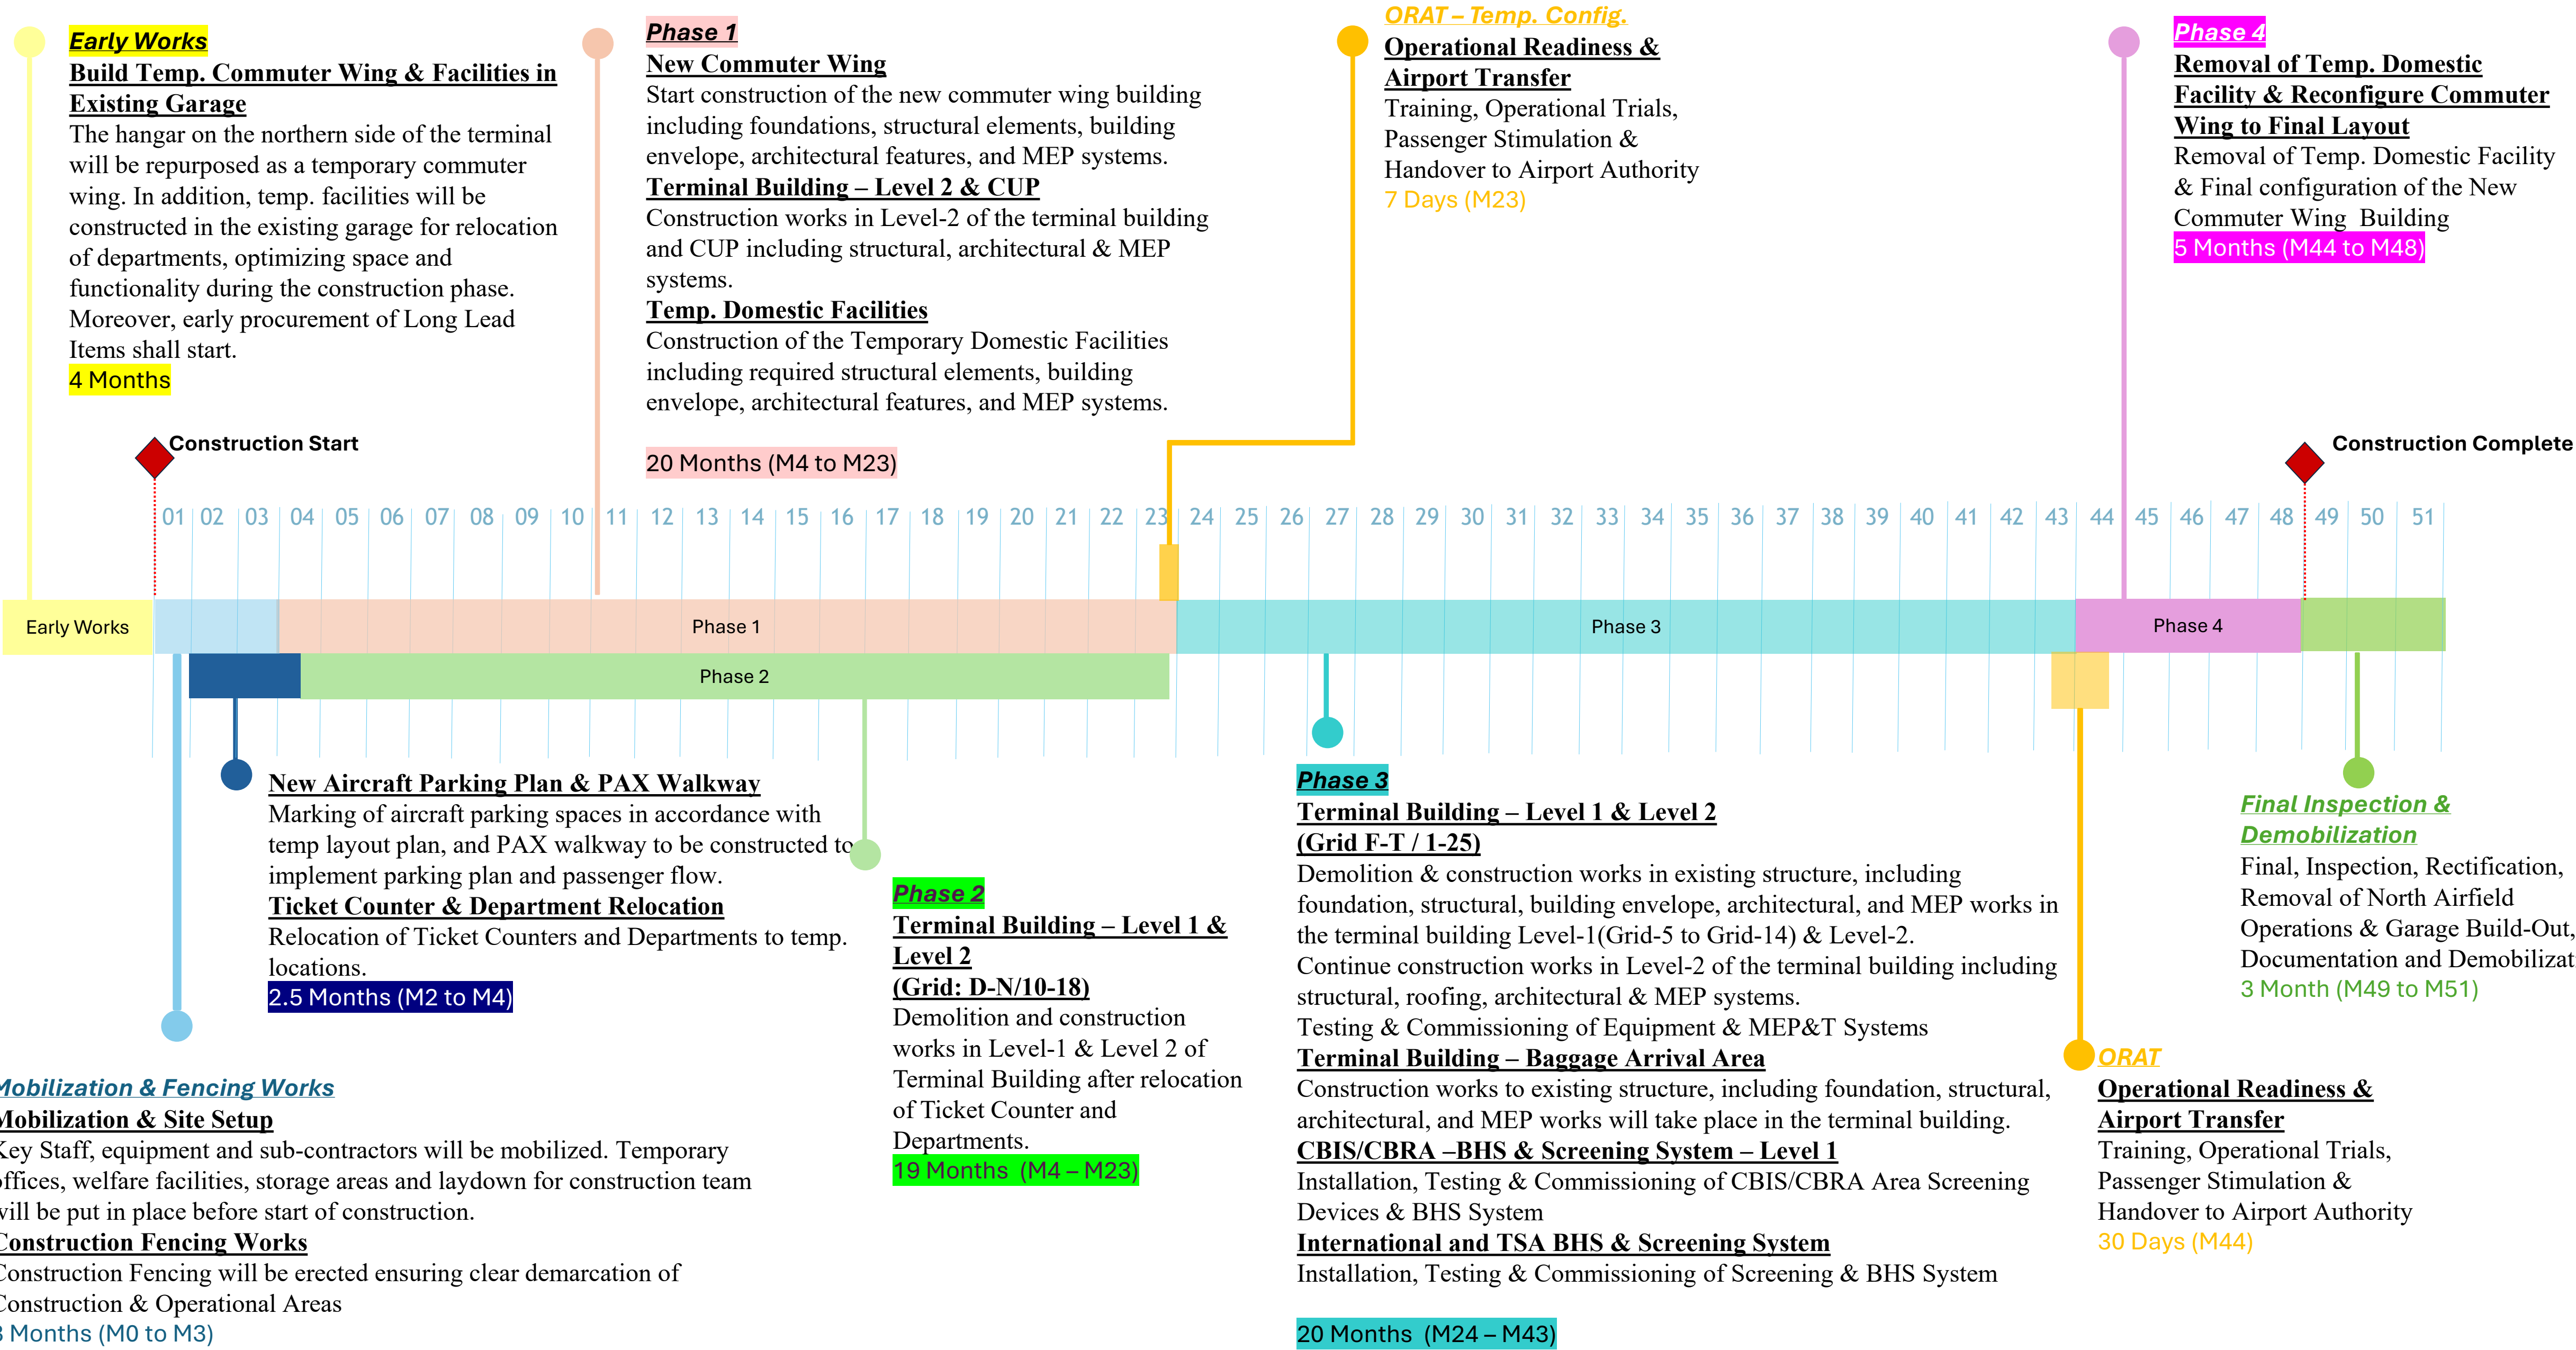 Early Works
Build Temp. Commuter Wing & Facilities in
Existing Garage
The hangar on the northern side of the terminal
will be repurposed as a temporary commuter
wing. In addition, temp. facilities will be
constructed in the existing garage for relocation
of departments, optimizing space and
functionality during the construction phase.
Moreover, early procurement of Long Lead
Items shall start.
4 Months
Phase 1
New Commuter Wing
Start construction of the new commuter wing building
including foundations, structural elements, building
envelope, architectural features, and MEP systems.
Terminal Building – Level 2 & CUP
Construction works in Level-2 of the terminal building
and CUP including structural, architectural & MEP
systems.
Temp. Domestic Facilities
Construction of the Temporary Domestic Facilities
including required structural elements, building
envelope, architectural features, and MEP systems.
20 Months (M4 to M23)
ORAT – Temp. Config.
Operational Readiness &
Airport Transfer
Training, Operational Trials,
Passenger Stimulation &
Handover to Airport Authority
7 Days (M23)
Phase 4
Removal of Temp. Domestic
Facility & Reconfigure Commuter
Wing to Final Layout
Removal of Temp. Domestic Facility
& Final configuration of the New
Commuter Wing Building
5 Months (M44 to M48)
Construction Start
Construction Complete
01 02 03 04 05 06 07 08 09 10 11 12 13 14 15 16 17 18 19 20 21 22 23 24 25 26 27 28 29 30 31 32 33 34 35 36 37 38 39 40 41 42 43 44 45 46 47 48 49 50 51
Early Works
Phase 1
Phase 3
Phase 4
Phase 2
New Aircraft Parking Plan & PAX Walkway
Marking of aircraft parking spaces in accordance with
temp layout plan, and PAX walkway to be constructed to
implement parking plan and passenger flow.
Ticket Counter & Department Relocation
Relocation of Ticket Counters and Departments to temp.
locations.
2.5 Months (M2 to M4)
Mobilization & Fencing Works
Mobilization & Site Setup
Key Staff, equipment and sub-contractors will be mobilized. Temporary
offices, welfare facilities, storage areas and laydown for construction team
will be put in place before start of construction.
Construction Fencing Works
Construction Fencing will be erected ensuring clear demarcation of
Construction & Operational Areas
3 Months (M0 to M3)
Phase 2
Terminal Building – Level 1 &
Level 2
(Grid: D-N/10-18)
Demolition and construction
works in Level-1 & Level 2 of
Terminal Building after relocation
of Ticket Counter and
Departments.
19 Months (M4 – M23)
Phase 3
Terminal Building – Level 1 & Level 2
(Grid F-T / 1-25)
Demolition & construction works in existing structure, including
foundation, structural, building envelope, architectural, and MEP works in
the terminal building Level-1(Grid-5 to Grid-14) & Level-2.
Continue construction works in Level-2 of the terminal building including
structural, roofing, architectural & MEP systems.
Testing & Commissioning of Equipment & MEP&T Systems
Terminal Building – Baggage Arrival Area
Construction works to existing structure, including foundation, structural,
architectural, and MEP works will take place in the terminal building.
CBIS/CBRA –BHS & Screening System – Level 1
Installation, Testing & Commissioning of CBIS/CBRA Area Screening
Devices & BHS System
International and TSA BHS & Screening System
Installation, Testing & Commissioning of Screening & BHS System
20 Months (M24 – M43)
Final Inspection &
Demobilization
Final, Inspection, Rectification,
Removal of North Airfield
Operations & Garage Build-Out,
Documentation and Demobilizat
3 Month (M49 to M51)
ORAT
Operational Readiness &
Airport Transfer
Training, Operational Trials,
Passenger Stimulation &
Handover to Airport Authority
30 Days (M44)